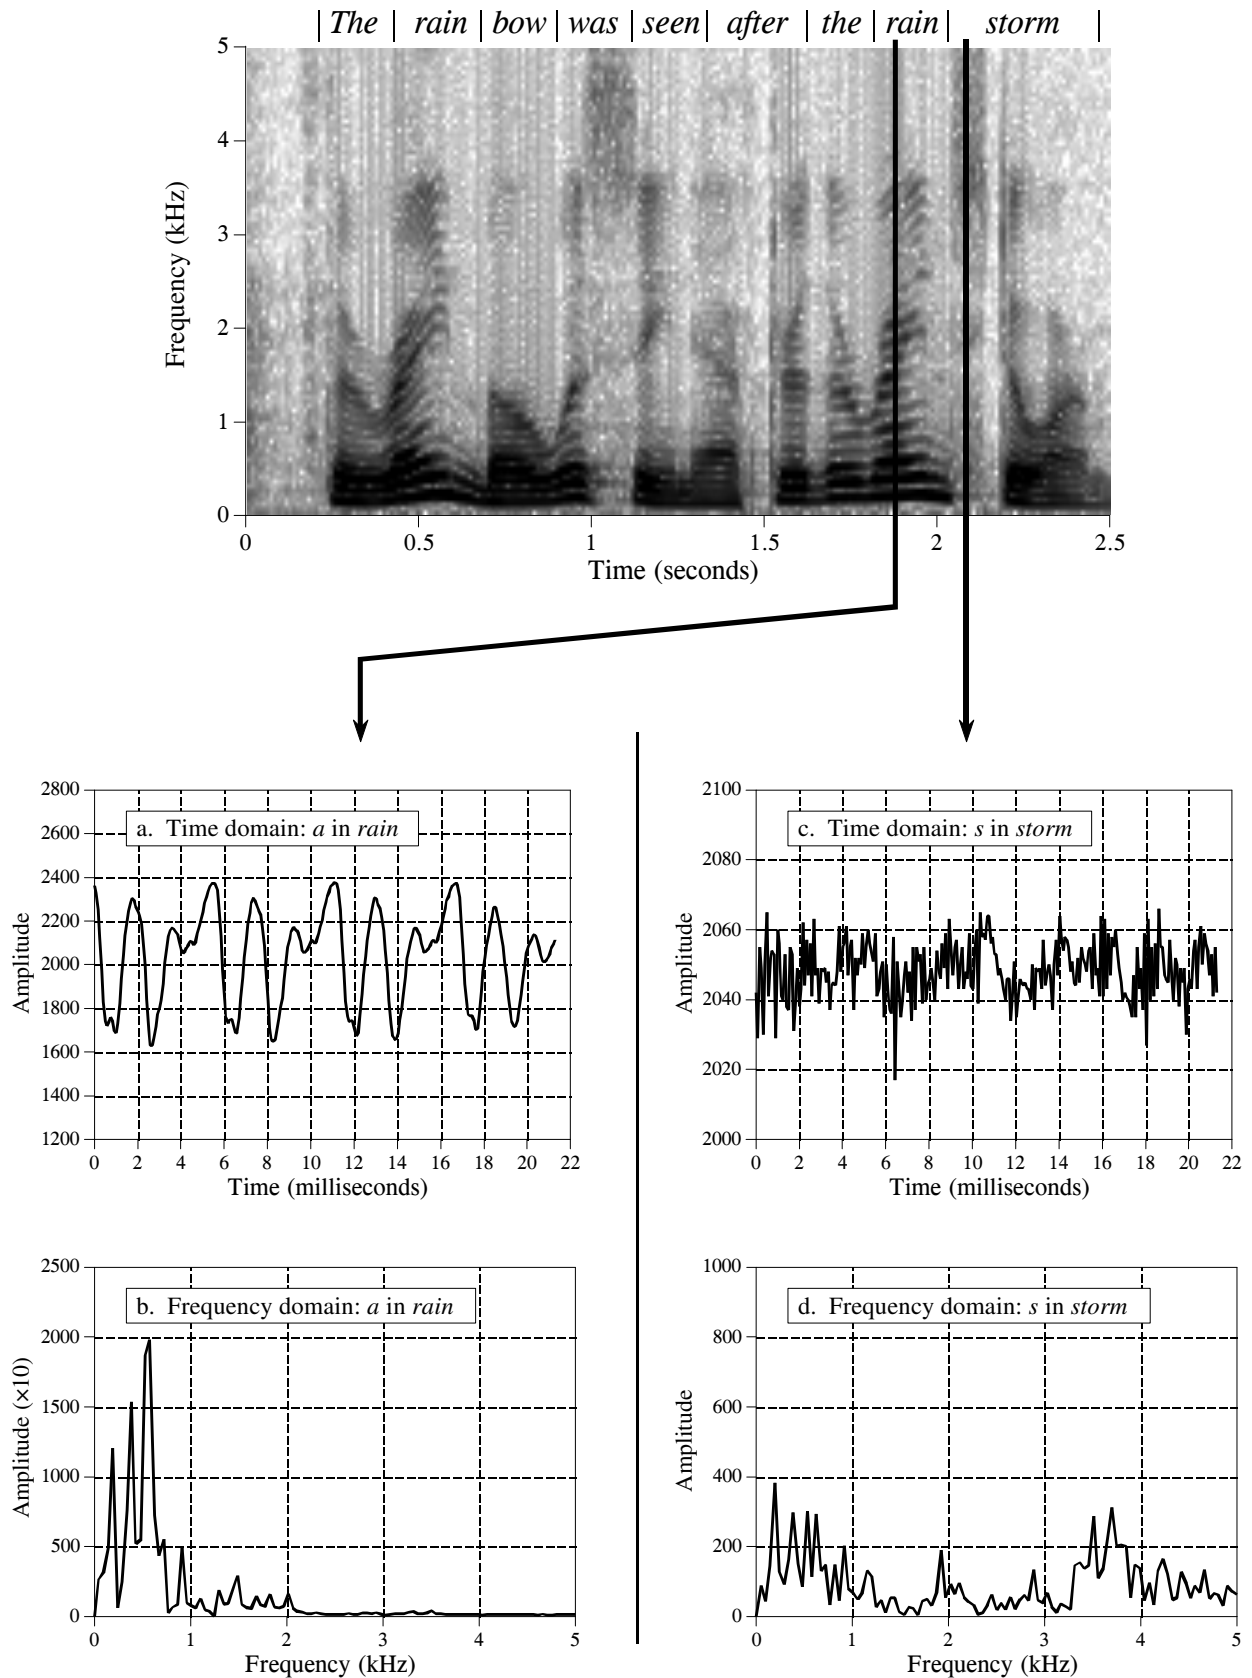 | The | rain | bow | was | seen | after | the | rain | storm |
5
4
3
2
1
0
Frequency (kHz)
0 0.5 1 1.5 2 2.5
Time (seconds)
2800
2600
2400
2200
2000
1800
1600
1400
1200
Amplitude
a. Time domain: a in rain
0 2 4 6 8 10 12 14 16 18 20 22
Time (milliseconds)
2100
2080
2060
2040
2020
2000
Amplitude
c. Time domain: s in storm
0 2 4 6 8 10 12 14 16 18 20 22
Time (milliseconds)
2500
2000
1500
1000
500
0
Amplitude (×10)
b. Frequency domain: a in rain
0 1 2 3 4 5
Frequency (kHz)
1000
800
600
400
200
0
Amplitude
d. Frequency domain: s in storm
0 1 2 3 4 5
Frequency (kHz)